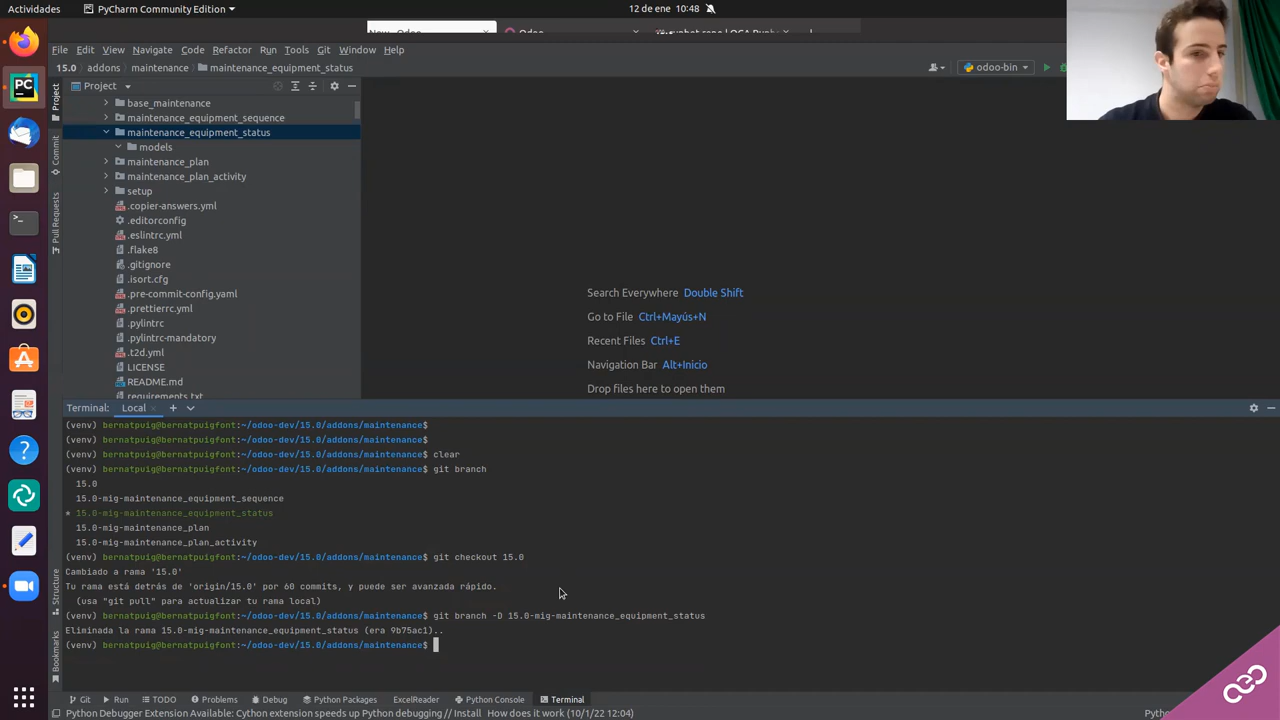 Actividades
PyCharm Community Edition
12 de ene 10:48
File Edit View Navigate Code Refactor Run Tools Git Window Help
15.0 addons maintenance maintenance_equipment_status
odoo-bin
Project
base_maintenance
maintenance_equipment_sequence
maintenance_equipment_status
models
maintenance_plan
maintenance_plan_activity
setup
.copier-answers.yml
.editorconfig
.eslintrc.yml
.flake8
.gitignore
.isort.cfg
.pre-commit-config.yaml
.prettierrc.yml
.pylintrc
.pylintrc-mandatory
.t2d.yml
LICENSE
README.md
requirements.txt
Project
Commit
Pull Requests
Structure
Bookmarks
Search Everywhere Double Shift
Go to File Ctrl+Mayús+N
Recent Files Ctrl+E
Navigation Bar Alt+Inicio
Drop files here to open them
Terminal: Local
(venv) bernatpuig@bernatpuigfont:~/odoo-dev/15.0/addons/maintenance$
(venv) bernatpuig@bernatpuigfont:~/odoo-dev/15.0/addons/maintenance$
(venv) bernatpuig@bernatpuigfont:~/odoo-dev/15.0/addons/maintenance$ clear
(venv) bernatpuig@bernatpuigfont:~/odoo-dev/15.0/addons/maintenance$ git branch
15.0
15.0-mig-maintenance_equipment_sequence
* 15.0-mig-maintenance_equipment_status
15.0-mig-maintenance_plan
15.0-mig-maintenance_plan_activity
(venv) bernatpuig@bernatpuigfont:~/odoo-dev/15.0/addons/maintenance$ git checkout 15.0
Cambiado a rama '15.0'
Tu rama está detrás de 'origin/15.0' por 60 commits, y puede ser avanzada rápido.
(usa "git pull" para actualizar tu rama local)
(venv) bernatpuig@bernatpuigfont:~/odoo-dev/15.0/addons/maintenance$ git branch -D 15.0-mig-maintenance_equipment_status
Eliminada la rama 15.0-mig-maintenance_equipment_status (era 9b75ac1)..
(venv) bernatpuig@bernatpuigfont:~/odoo-dev/15.0/addons/maintenance$
Git Run TODO Problems Debug Python Packages ExcelReader Python Console Terminal
Python Debugger Extension Available: Cython extension speeds up Python debugging // Install How does it work (10/1/22 12:04)